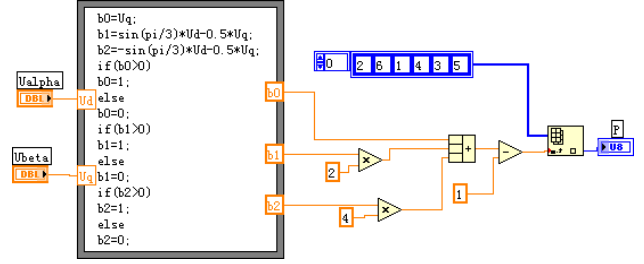 b0=Uq;
b1=sin(pi/3)*Ud-0.5*Uq;
b2=-sin(pi/3)*Ud-0.5*Uq;
if(b0>0)
b0=1;
else
b0=0;
if(b1>0)
b1=1;
else
b1=0;
if(b2>0)
b2=1;
else
b2=0;
Ualpha
DBL
Ud
Ubeta
DBL
Uq
b0
b1
b2
0 2 6 1 4 3 5
2
×
4
×
+
1
-
P
U8